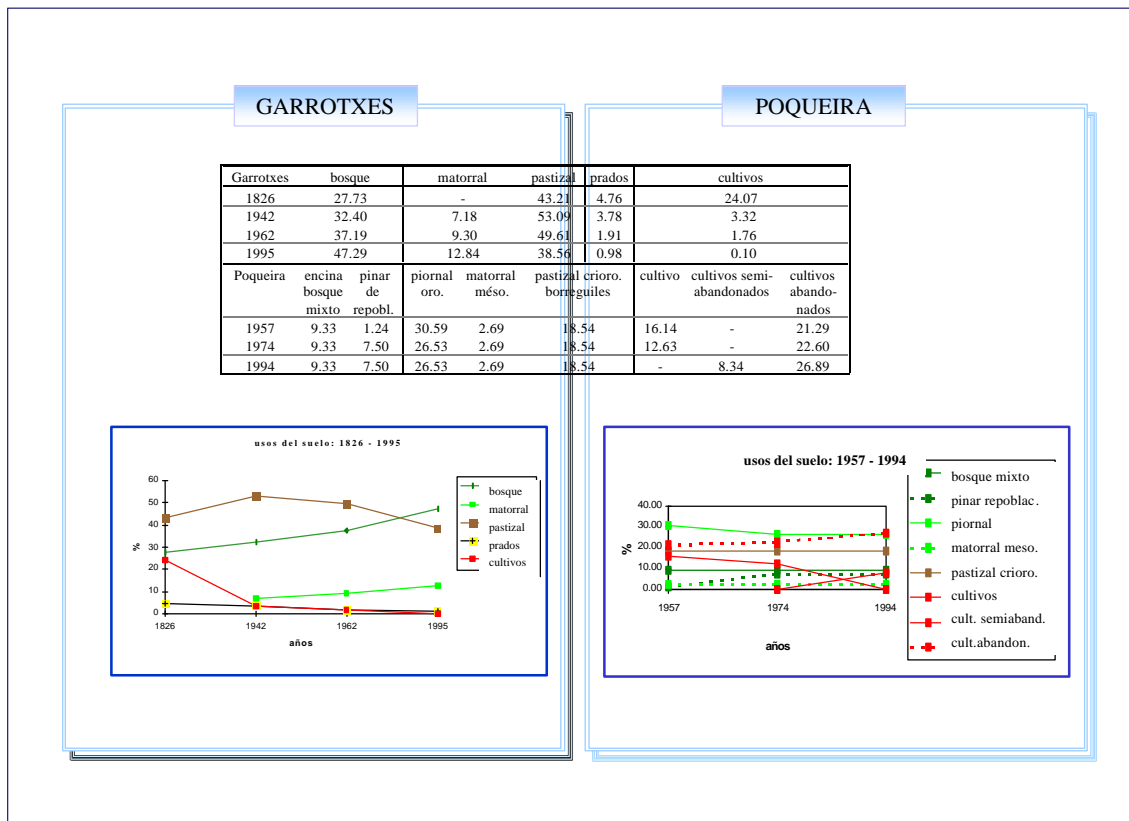 GARROTXES
POQUEIRA
Garrotxes bosque matorral pastizal prados cultivos
1826 27.73 - 43.21 4.76 24.07
1942 32.40 7.18 53.09 3.78 3.32
1962 37.19 9.30 49.61 1.91 1.76
1995 47.29 12.84 38.56 0.98 0.10
Poqueira encina pinar piornal matorral pastizal crioro. cultivo cultivos semi- cultivos
bosque de oro. méso. borreguiles abandonados abando-
mixto repobl. nados
1957 9.33 1.24 30.59 2.69 18.54 16.14 - 21.29
1974 9.33 7.50 26.53 2.69 18.54 12.63 - 22.60
1994 9.33 7.50 26.53 2.69 18.54 - 8.34 26.89
usos del suelo: 1826 - 1995
60
50
40
30
20
10
0
%
1826 1942 1962 1995
años
bosque
matorral
pastizal
prados
cultivos
usos del suelo: 1957 - 1994
40.00
30.00
20.00
10.00
0.00
%
1957 1974 1994
años
bosque mixto
pinar repoblac.
piornal
matorral meso.
pastizal crioro.
cultivos
cult. semiaband.
cult.abandon.